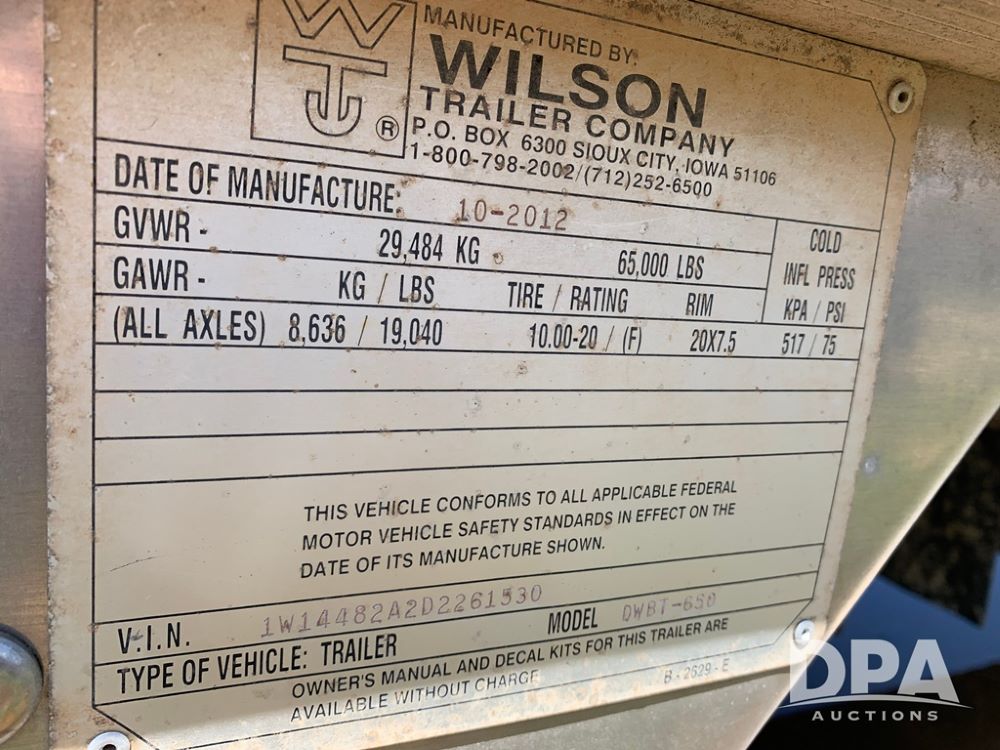 WT ®
MANUFACTURED BY:
WILSON
TRAILER COMPANY
P.O. BOX 6300 SIOUX CITY, IOWA 51106
1-800-798-2002/(712)252-6500
DATE OF MANUFACTURE: 10-2012
GVWR - 29,484 KG 65,000 LBS
COLD
INFL PRESS
GAWR - KG / LBS TIRE / RATING RIM KPA / PSI
(ALL AXLES) 8,636 / 19,040 10.00-20 / (F) 20X7.5 517 / 75
THIS VEHICLE CONFORMS TO ALL APPLICABLE FEDERAL
MOTOR VEHICLE SAFETY STANDARDS IN EFFECT ON THE
DATE OF ITS MANUFACTURE SHOWN.
V.I.N. 1W14482A2D2261530 MODEL DWBT-650
TYPE OF VEHICLE: TRAILER
OWNER'S MANUAL AND DECAL KITS FOR THIS TRAILER ARE
AVAILABLE WITHOUT CHARGE B-2629-E
DPA
AUCTIONS